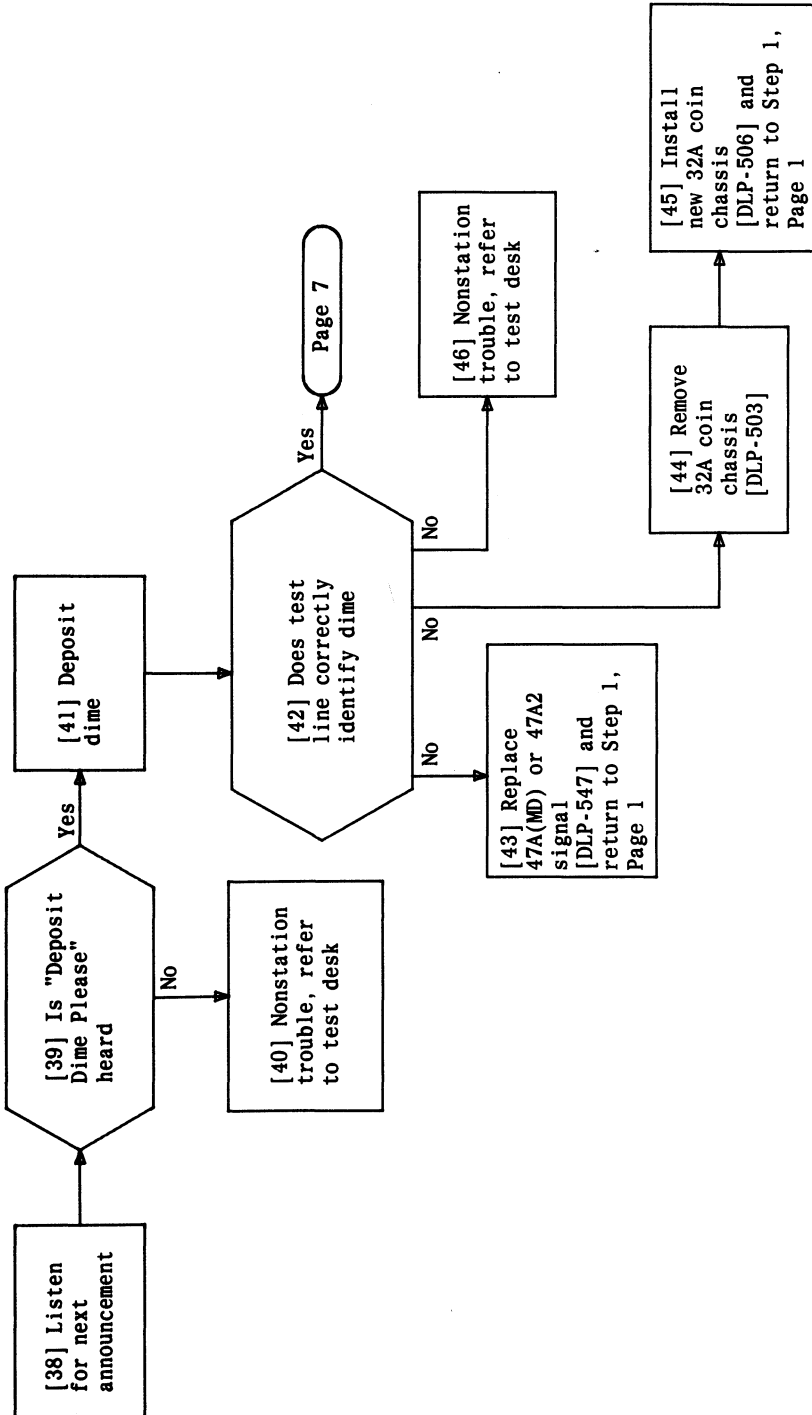 [38] Listen
for next
announcement
[39] Is "Deposit
Dime Please"
heard
Yes
No
[40] Nonstation
trouble, refer
to test desk
[41] Deposit
dime
[42] Does test
line correctly
identify dime
Yes
Page 7
No
[43] Replace
47A(MD) or 47A2
signal
[DLP-547] and
return to Step 1,
Page 1
No
[44] Remove
32A coin
chassis
[DLP-503]
[45] Install
new 32A coin
chassis
[DLP-506] and
return to Step 1,
Page 1
No
[46] Nonstation
trouble, refer
to test desk